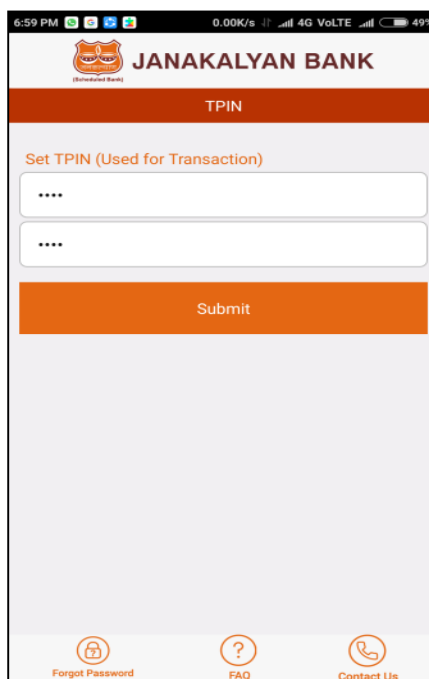 6:59 PM 0.00K/s 4G VoLTE 49%
JANAKALYAN BANK
(Scheduled Bank)
TPIN
Set TPIN (Used for Transaction)
••••
••••
Submit
Forgot Password FAQ Contact Us